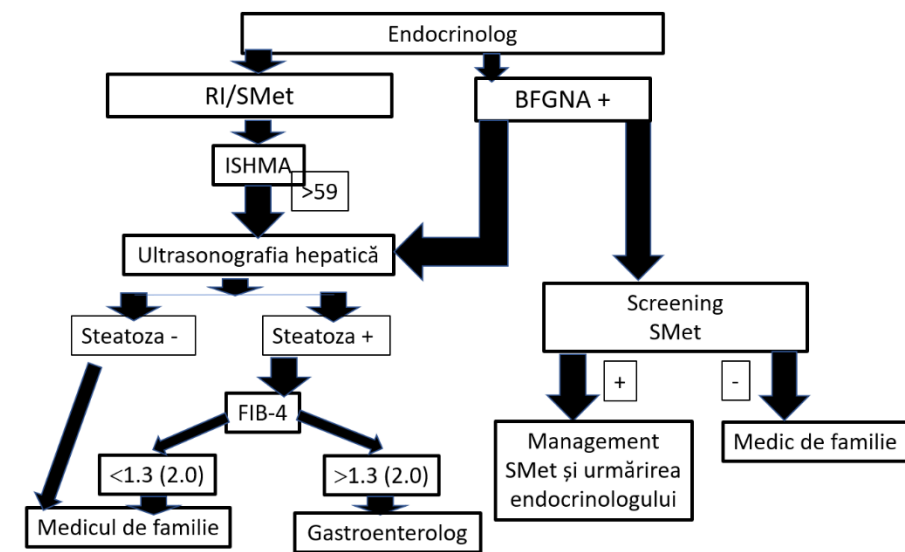 Endocrinolog
RI/SMet
BFGNA +
ISHMA
>59
Ultrasonografia hepatică
Steatoza -
Steatoza +
Screening
SMet
+
-
FIB-4
Management
SMet și urmărirea
endocrinologului
Medic de familie
<1.3 (2.0)
>1.3 (2.0)
Medicul de familie
Gastroenterolog